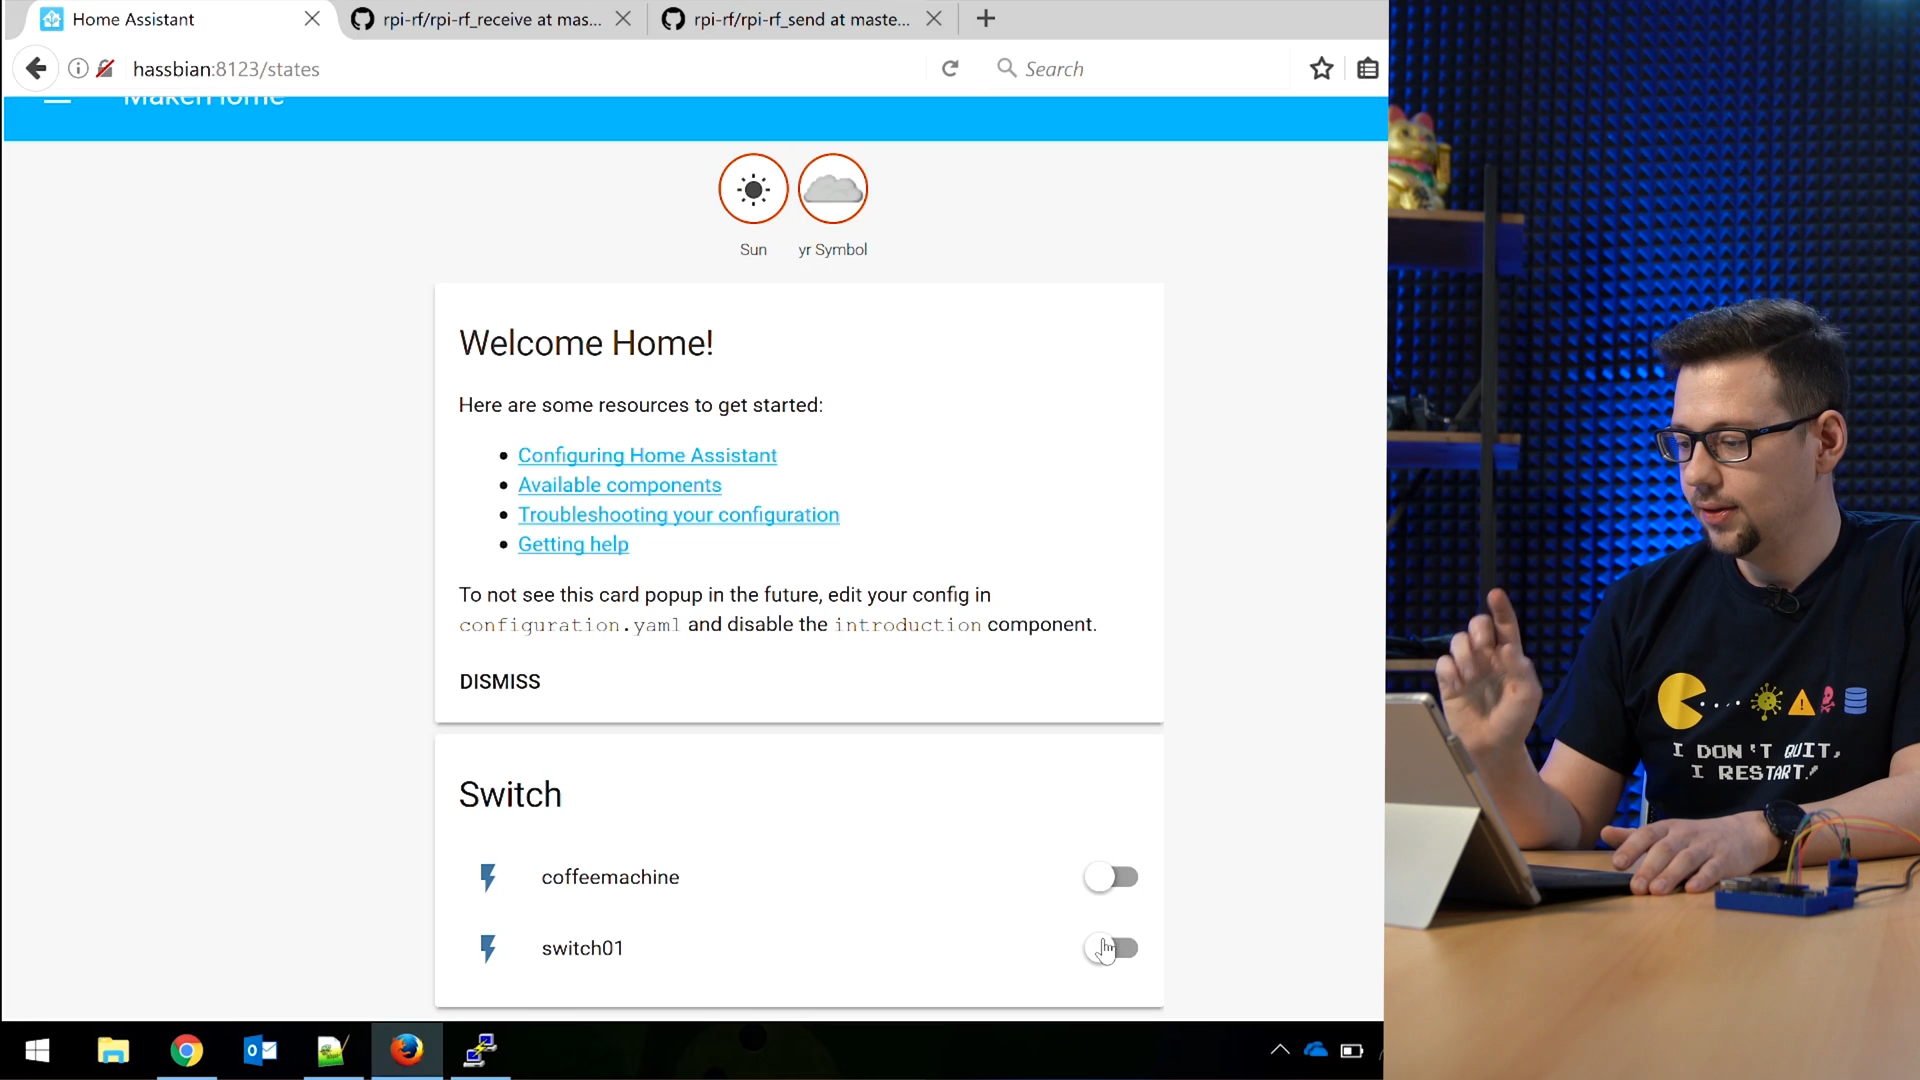 Home Assistant
rpi-rf/rpi-rf_receive at mas...
rpi-rf/rpi-rf_send at maste...
hassbian:8123/states
Search
MakerHome
Sun
yr Symbol
Welcome Home!
Here are some resources to get started:
Configuring Home Assistant
Available components
Troubleshooting your configuration
Getting help
To not see this card popup in the future, edit your config in
configuration.yaml and disable the introduction component.
DISMISS
Switch
coffeemachine
switch01
I DON'T QUIT,
I RESTART!